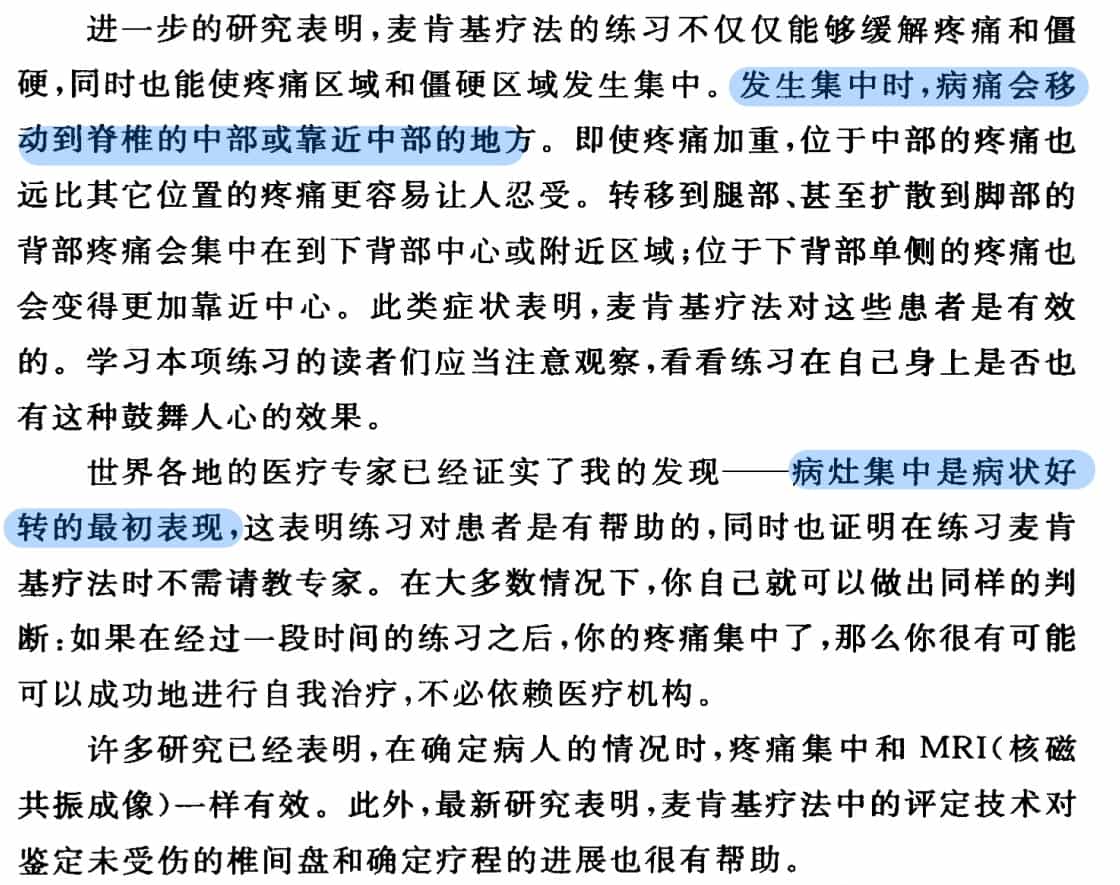 进一步的研究表明,麦肯基疗法的练习不仅仅能够缓解疼痛和僵
硬,同时也能使疼痛区域和僵硬区域发生集中。发生集中时,病痛会移
动到脊椎的中部或靠近中部的地方。即使疼痛加重,位于中部的疼痛也
远比其它位置的疼痛更容易让人忍受。转移到腿部、甚至扩散到脚部的
背部疼痛会集中在到下背部中心或附近区域;位于下背部单侧的疼痛也
会变得更加靠近中心。此类症状表明,麦肯基疗法对这些患者是有效
的。学习本项练习的读者们应当注意观察,看看练习在自己身上是否也
有这种鼓舞人心的效果。
世界各地的医疗专家已经证实了我的发现——病灶集中是病状好
转的最初表现,这表明练习对患者是有帮助的,同时也证明在练习麦肯
基疗法时不需请教专家。在大多数情况下,你自己就可以做出同样的判
断:如果在经过一段时间的练习之后,你的疼痛集中了,那么你很有可能
可以成功地进行自我治疗,不必依赖医疗机构。
许多研究已经表明,在确定病人的情况时,疼痛集中和 MRI(核磁
共振成像)一样有效。此外,最新研究表明,麦肯基疗法中的评定技术对
鉴定未受伤的椎间盘和确定疗程的进展也很有帮助。